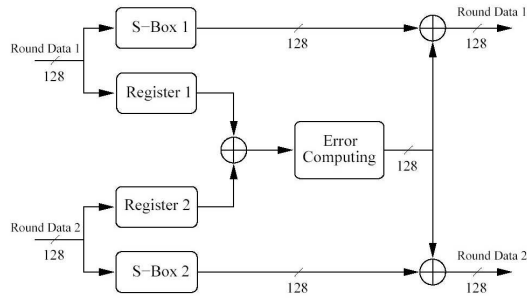 Round Data 1
S−Box 1
Round Data 1
128
128
128
Register 1
Error
Computing
128
Register 2
Round Data 2
Round Data 2
128
S−Box 2
128
128